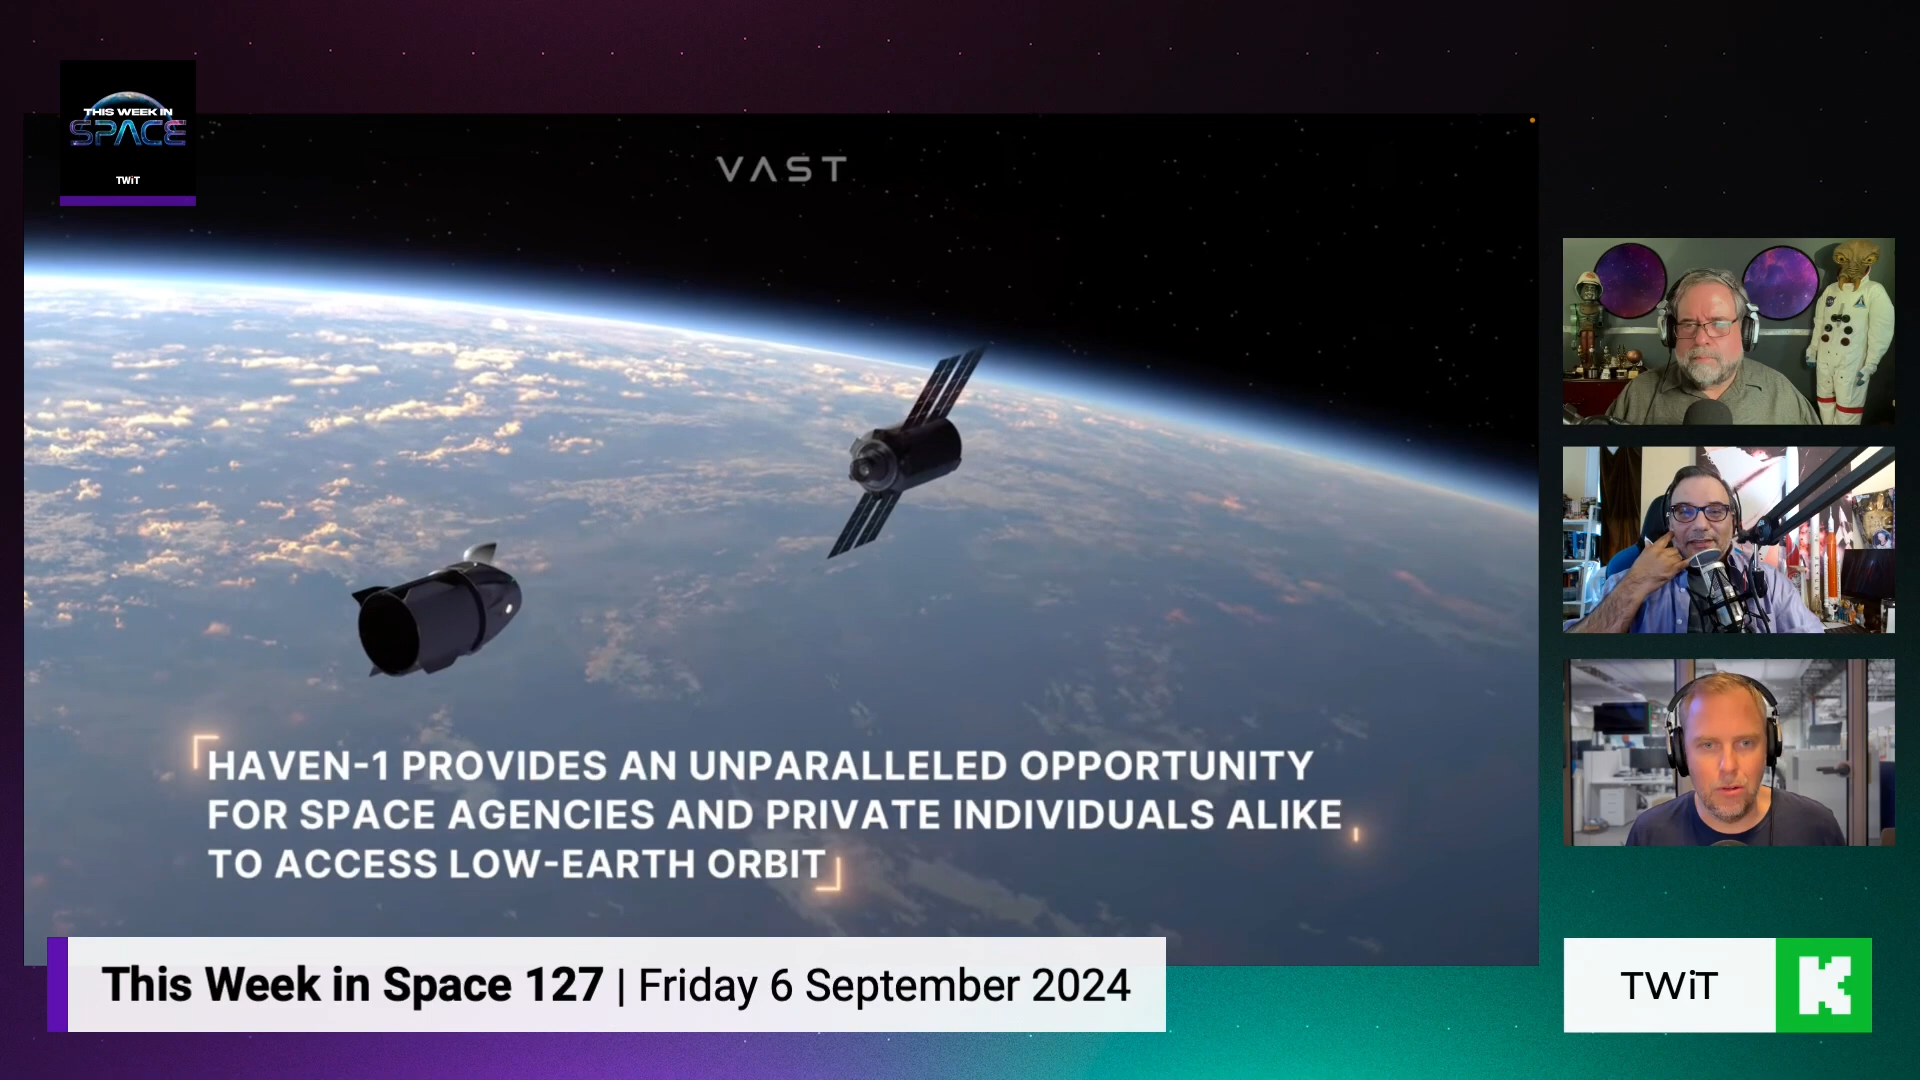 THIS WEEK IN
SPACE
TWiT
VAST
HAVEN-1 PROVIDES AN UNPARALLELED OPPORTUNITY
FOR SPACE AGENCIES AND PRIVATE INDIVIDUALS ALIKE
TO ACCESS LOW-EARTH ORBIT
This Week in Space 127 | Friday 6 September 2024
TWiT
K